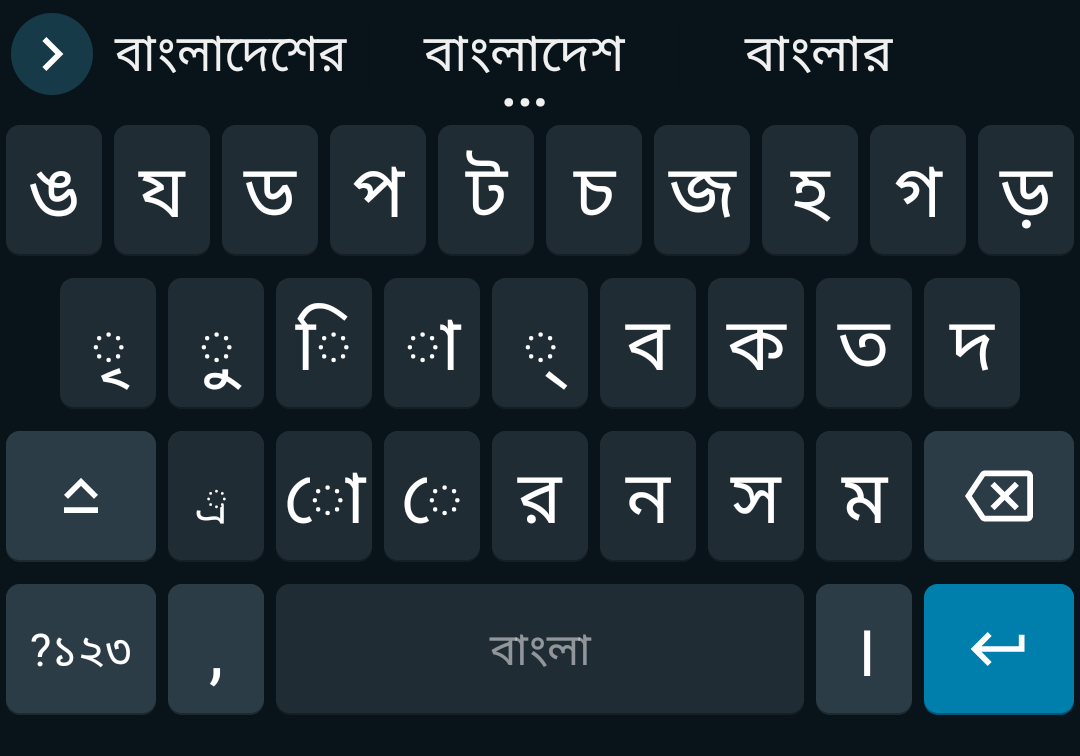 বাংলাদেশের বাংলাদেশ বাংলার
ঙ য ড প ট চ জ হ গ ড়
ৃ ু ি া ্ ব ক ত দ
্র ো ে র ন স ম
?১২৩ , বাংলা ।